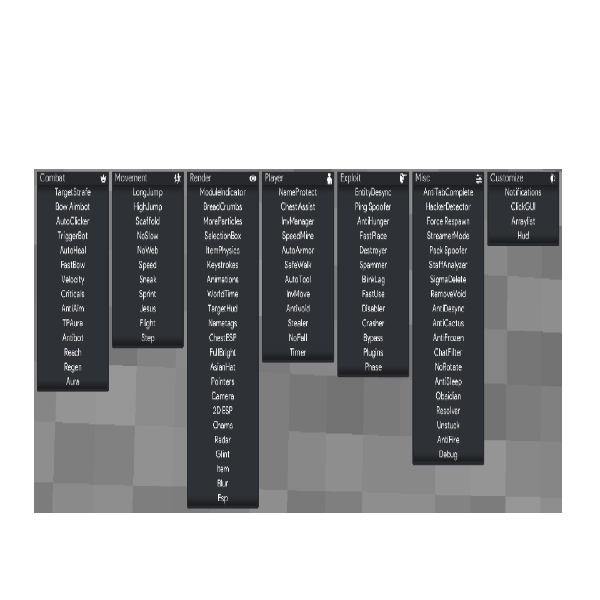 Combat
TargetStrafe
Bow Aimbot
AutoClicker
TriggerBot
AutoHeal
FastBow
Velocity
Criticals
AntiAim
TPAura
Antibot
Reach
Regen
Aura
Movement
LongJump
HighJump
Scaffold
NoSlow
NoWeb
Speed
Sneak
Sprint
Jesus
Flight
Step
Render
ModuleIndicator
BreadCrumbs
MoreParticles
SelectionBox
ItemPhysics
Keystrokes
Animations
WorldTime
TargetHud
Nametags
ChestESP
FullBright
AsianHat
Pointers
Camera
2D ESP
Chams
Radar
Glint
Item
Blur
Esp
Player
NameProtect
ChestAssist
InvManager
SpeedMine
AutoArmor
SafeWalk
AutoTool
InvMove
Antivoid
Stealer
NoFall
Timer
Exploit
EntityDesync
Ping Spoofer
AntiHunger
FastPlace
Destroyer
Spammer
BlinkLag
FastUse
Disabler
Crasher
Bypass
Plugins
Phase
Misc
AntiTabComplete
HackerDetector
Force Respawn
StreamerMode
Pack Spoofer
StaffAnalyzer
SigmaDelete
RemoveVoid
AntiDesync
AntiCactus
AntiFrozen
ChatFilter
NoRotate
AntiSleep
Obsidian
Resolver
Unstuck
AntiFire
Debug
Customize
Notifications
ClickGUI
Arraylist
Hud